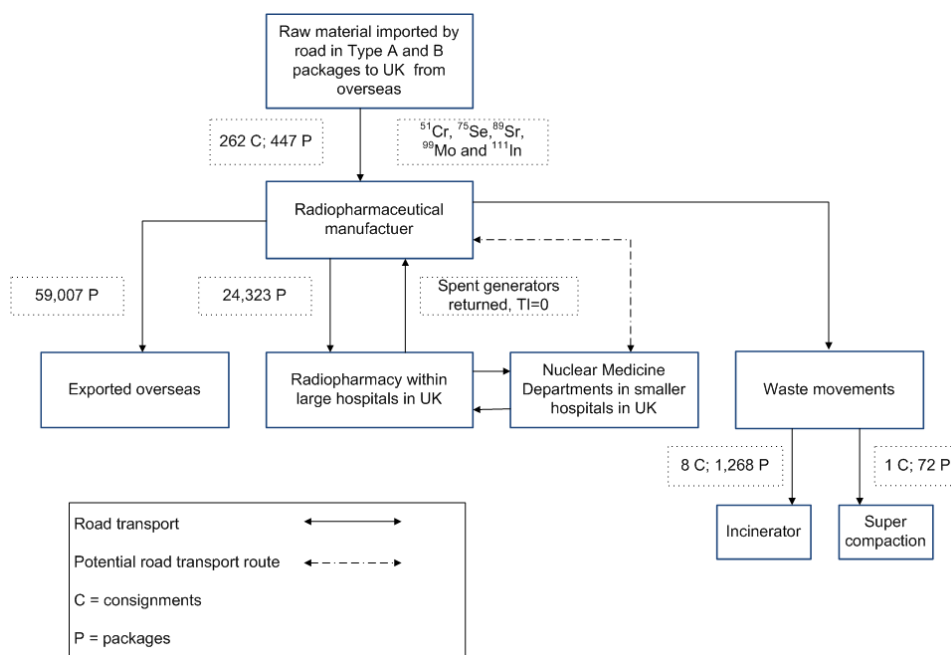 Raw material imported by
road in Type A and B
packages to UK from
overseas
262 C; 447 P
⁵¹Cr, ⁷⁵Se,⁸⁹Sr,
⁹⁹Mo and ¹¹¹In
Radiopharmaceutical
manufactuer
59,007 P
24,323 P
Spent generators
returned, TI=0
Exported overseas
Radiopharmacy within
large hospitals in UK
Nuclear Medicine
Departments in smaller
hospitals in UK
Waste movements
8 C; 1,268 P
1 C; 72 P
Incinerator
Super
compaction
Road transport
Potential road transport route
C = consignments
P = packages